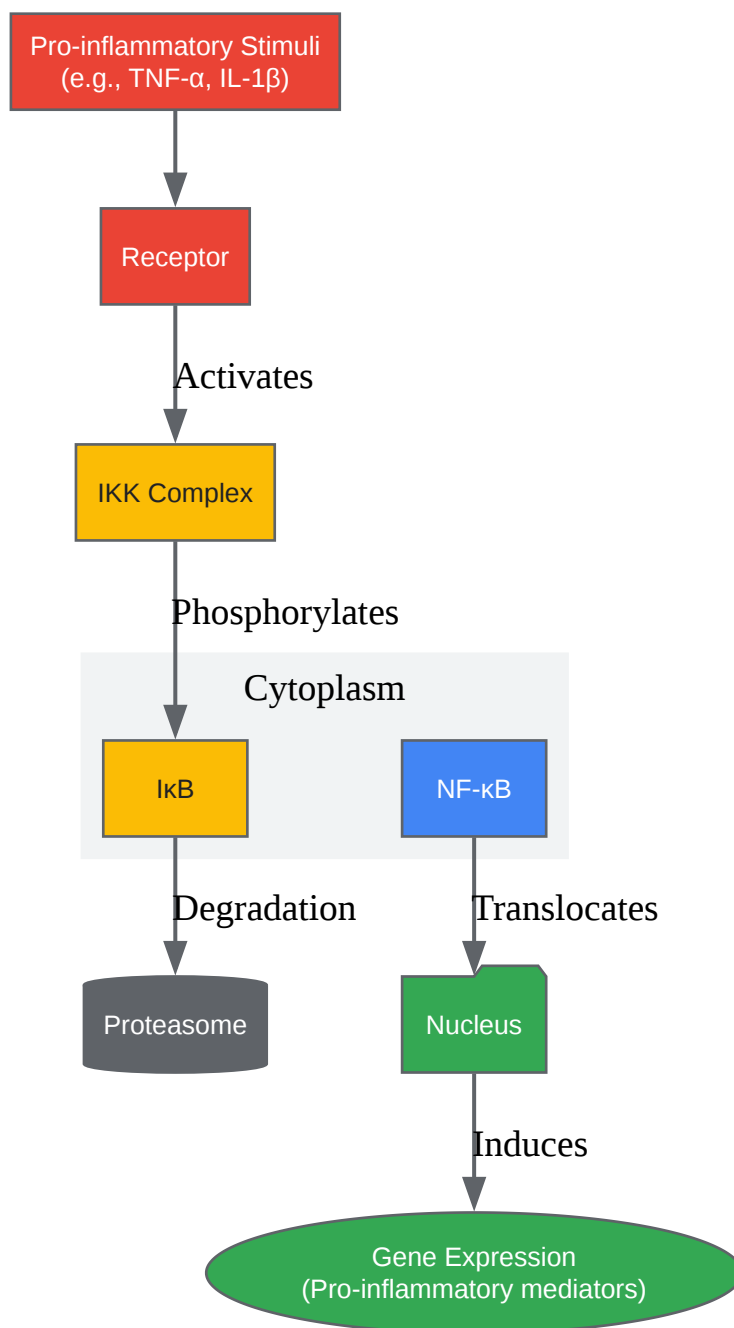 Pro-inflammatory Stimuli
(e.g., TNF-α, IL-1β)
Receptor
Activates
IKK Complex
Phosphorylates
Cytoplasm
IκB
NF-κB
Degradation
Translocates
Proteasome
Nucleus
Induces
Gene Expression
(Pro-inflammatory mediators)